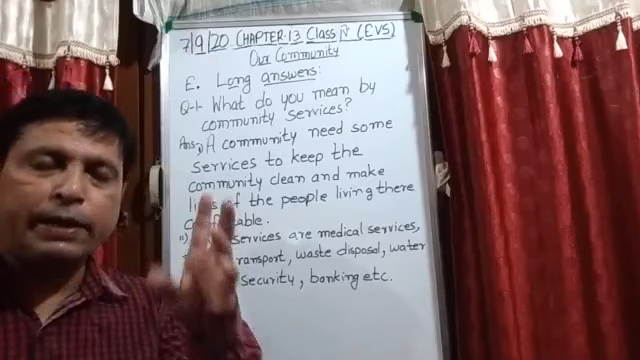 7/9/20 CHAPTER-13 Class IV (EVS)
Our Community
E. Long answers:
Q-1- What do you mean by
community services?
Ans i) A community need some
services to keep the
community clean and make
of the people living there
ii) services are medical services,
transport, waste disposal, water
security, banking etc.